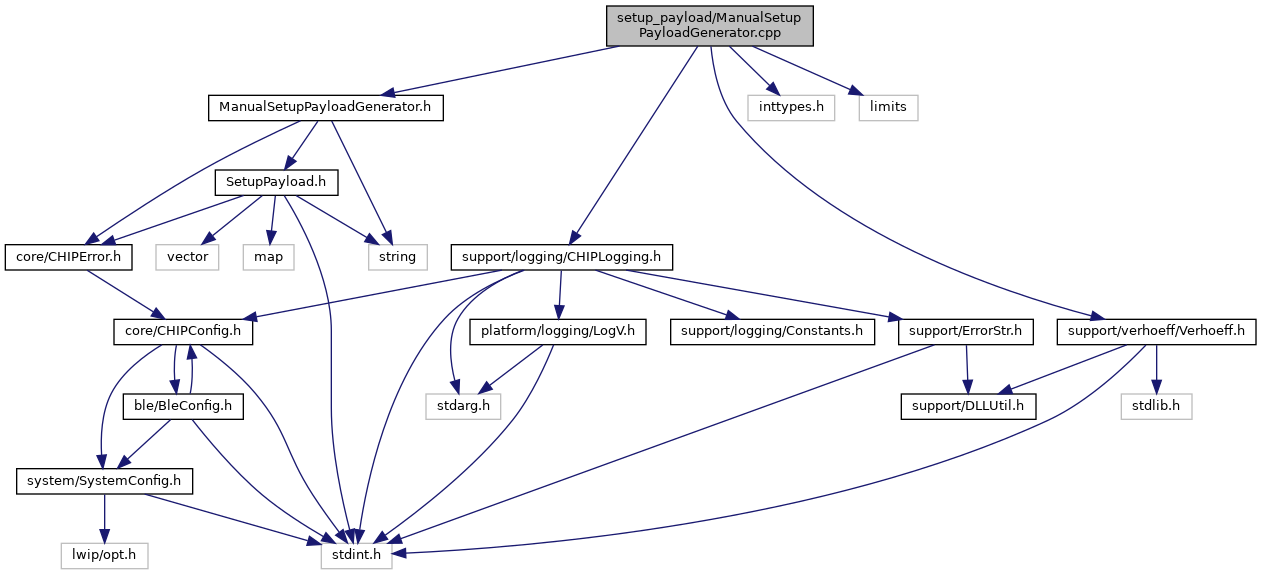 setup_payload/ManualSetup
PayloadGenerator.cpp
ManualSetupPayloadGenerator.h
inttypes.h
limits
SetupPayload.h
core/CHIPError.h
vector
map
string
support/logging/CHIPLogging.h
core/CHIPConfig.h
platform/logging/LogV.h
support/logging/Constants.h
support/ErrorStr.h
support/verhoeff/Verhoeff.h
ble/BleConfig.h
stdarg.h
support/DLLUtil.h
stdlib.h
system/SystemConfig.h
lwip/opt.h
stdint.h